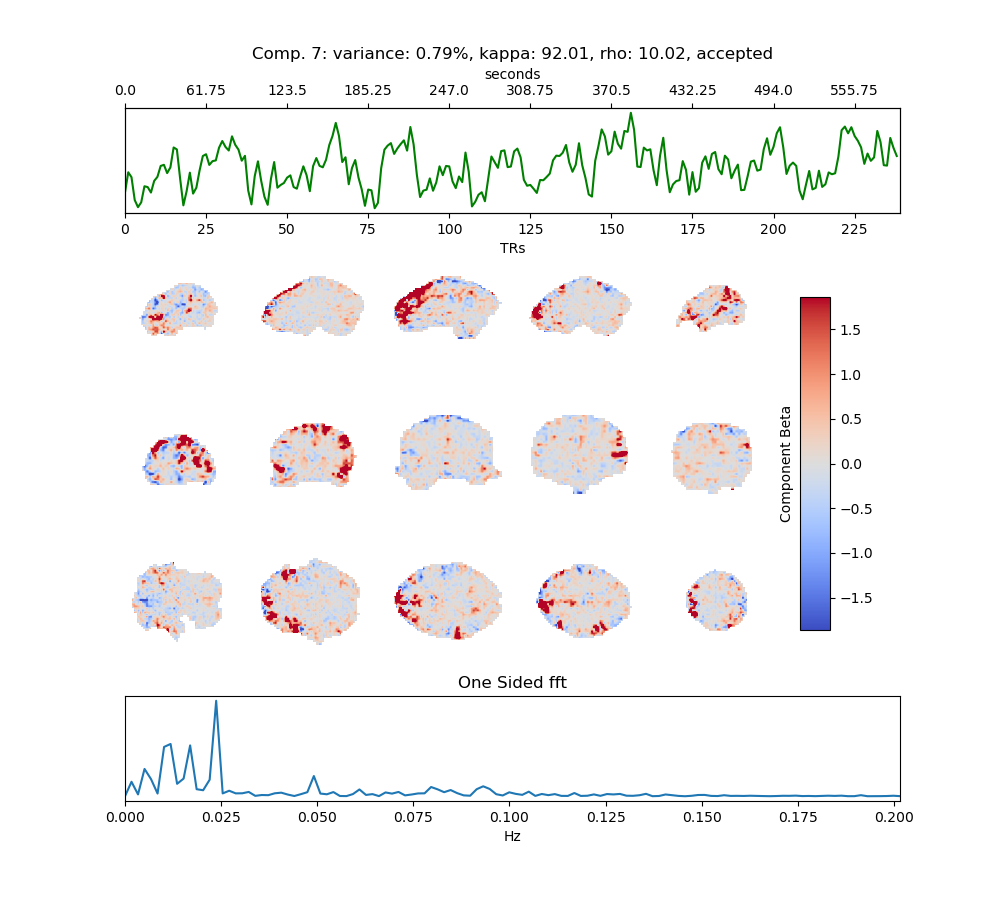 Comp. 7: variance: 0.79%, kappa: 92.01, rho: 10.02, accepted
seconds
0.0 61.75 123.5 185.25 247.0 308.75 370.5 432.25 494.0 555.75
0 25 50 75 100 125 150 175 200 225
TRs
1.5
1.0
0.5
0.0
−0.5
−1.0
−1.5
Component Beta
One Sided fft
0.000 0.025 0.050 0.075 0.100 0.125 0.150 0.175 0.200
Hz